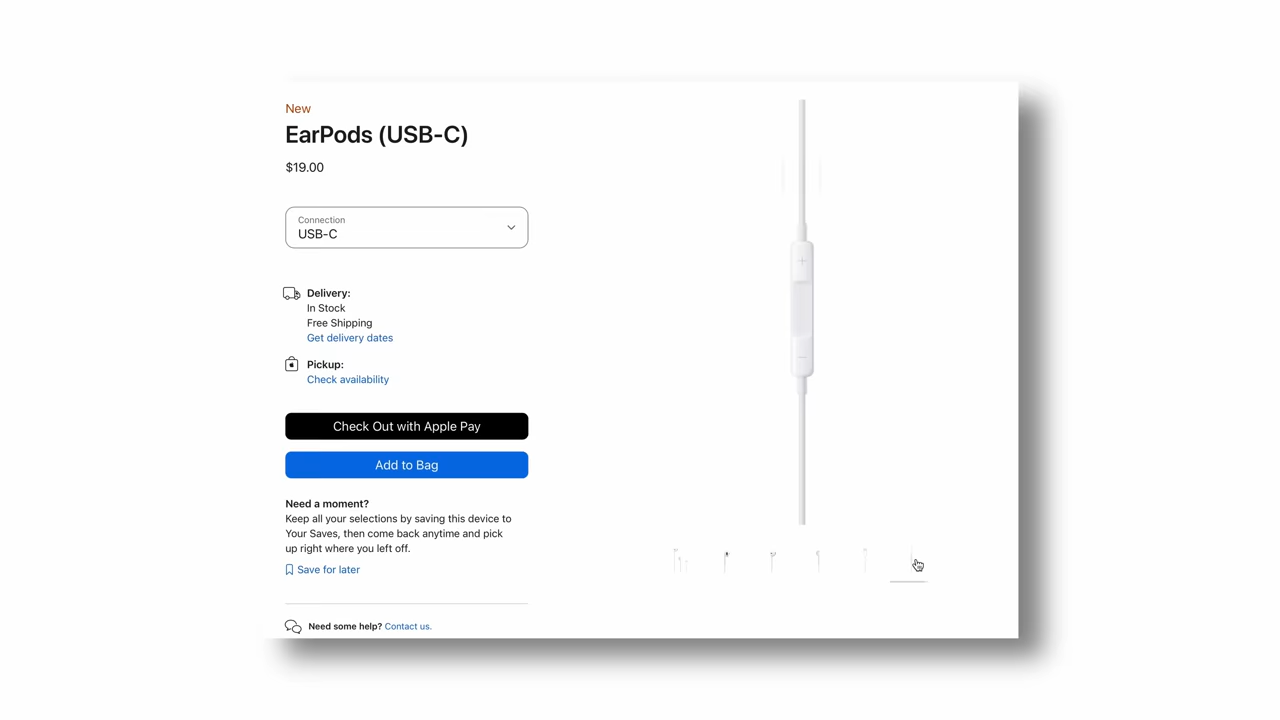 New
EarPods (USB-C)
$19.00
Connection
USB-C
Delivery:
In Stock
Free Shipping
Get delivery dates
Pickup:
Check availability
Check Out with Apple Pay
Add to Bag
Need a moment?
Keep all your selections by saving this device to
Your Saves, then come back anytime and pick
up right where you left off.
Save for later
Need some help? Contact us.